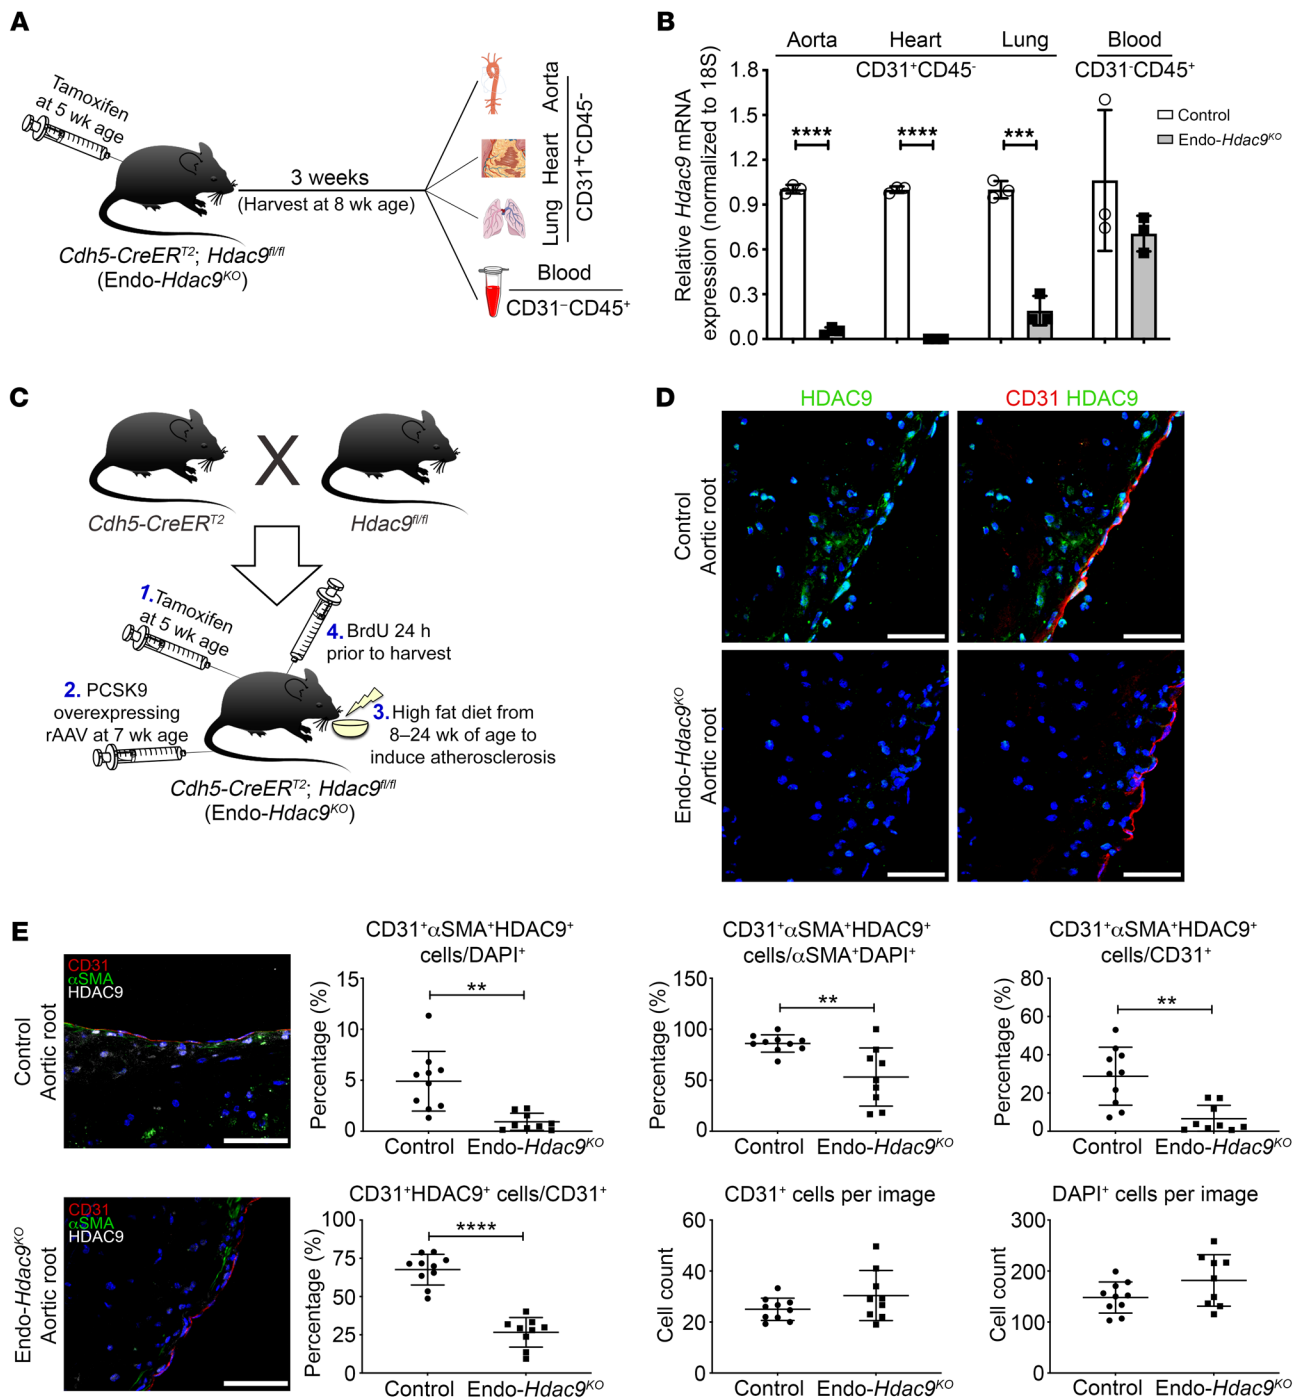 A
Tamoxifen
at 5 wk age
3 weeks
(Harvest at 8 wk age)
Cdh5-CreERT2; Hdac9fl/fl
(Endo-Hdac9KO)
Aorta
Heart
Lung
CD31+CD45-
Blood
CD31–CD45+
B
Aorta
Heart
Lung
Blood
CD31+CD45-
CD31-CD45+
Relative Hdac9 mRNA
expression (normalized to 18S)
1.8
1.5
1.2
0.9
0.6
0.3
0.0
****
****
***
Control
Endo-Hdac9KO
C
X
Cdh5-CreERT2
Hdac9fl/fl
1.Tamoxifen
at 5 wk age
4. BrdU 24 h
prior to harvest
2. PCSK9
overexpressing
rAAV at 7 wk age
3. High fat diet from
8–24 wk of age to
induce atherosclerosis
Cdh5-CreERT2; Hdac9fl/fl
(Endo-Hdac9KO)
D
HDAC9
CD31 HDAC9
Control
Aortic root
Endo-Hdac9KO
Aortic root
E
Control
Aortic root
CD31
αSMA
HDAC9
CD31+αSMA+HDAC9+
cells/DAPI+
Percentage (%)
15
10
5
0
**
Control
Endo-Hdac9KO
CD31+αSMA+HDAC9+
cells/αSMA+DAPI+
Percentage (%)
150
100
50
0
**
Control
Endo-Hdac9KO
CD31+αSMA+HDAC9+
cells/CD31+
Percentage (%)
80
60
40
20
0
**
Control
Endo-Hdac9KO
Endo-Hdac9KO
Aortic root
CD31
αSMA
HDAC9
CD31+HDAC9+ cells/CD31+
Percentage (%)
100
75
50
25
0
****
Control
Endo-Hdac9KO
CD31+ cells per image
Cell count
60
40
20
0
Control
Endo-Hdac9KO
DAPI+ cells per image
Cell count
300
200
100
0
Control
Endo-Hdac9KO